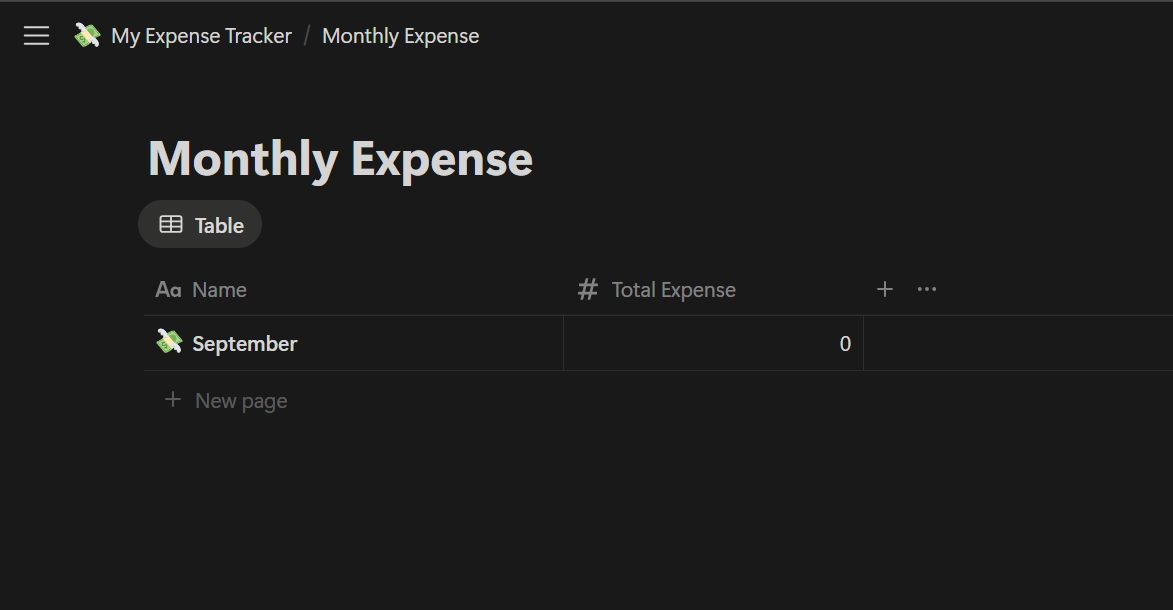 My Expense Tracker / Monthly Expense
Monthly Expense
Table
Aa Name # Total Expense + ···
September 0
+ New page